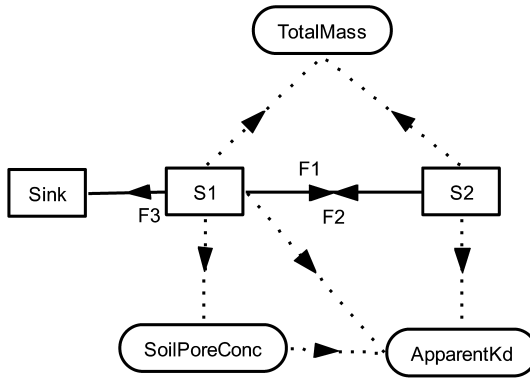 TotalMass
F1
Sink
S1
S2
F3
F2
SoilPoreConc
ApparentKd